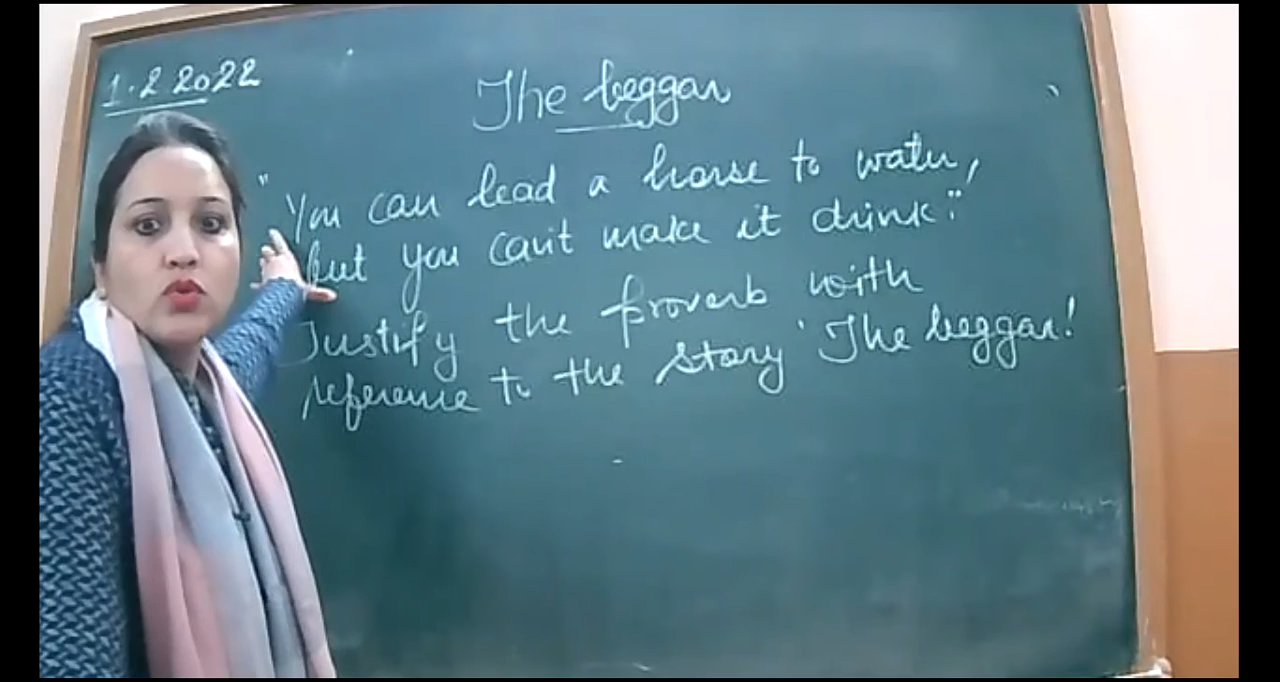 1.2 2022
The beggar
"You can lead a horse to water,
but you can't make it drink."
Justify the proverb with
reference to the story 'The beggar!